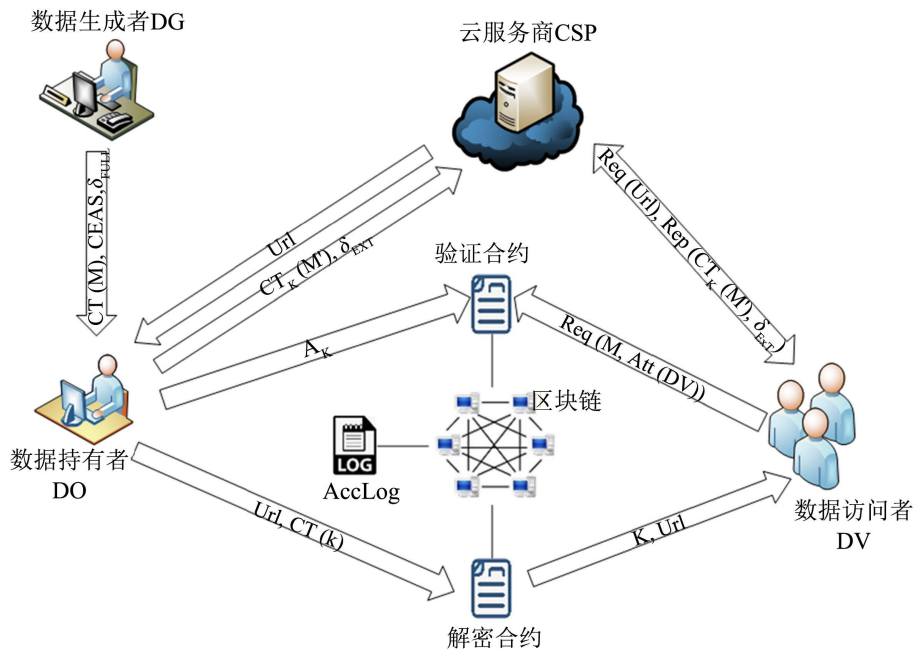 数据生成者DG
云服务商CSP
CT (M), CEAS,δFULL
Url
CTK (M'), δEXT
Req (Url), Rep (CTK (M'), δEXT)
验证合约
AK
Req (M, Att (DV))
区块链
LOG
AccLog
数据持有者
DO
数据访问者
DV
Url, CT (k)
K, Url
解密合约